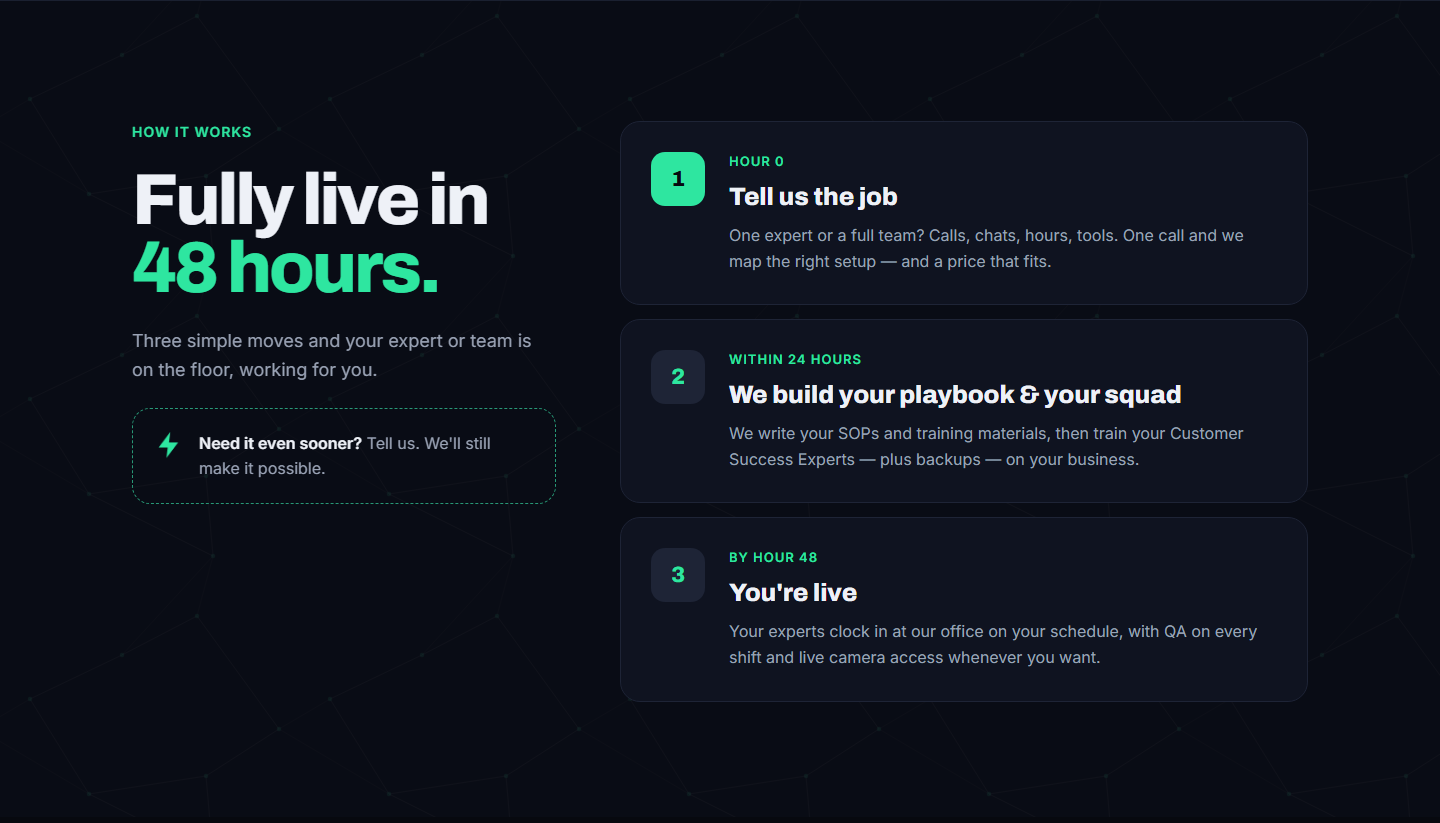 HOW IT WORKS
Fully live in
48 hours.
Three simple moves and your expert or team is
on the floor, working for you.
Need it even sooner? Tell us. We'll still
make it possible.
1
HOUR 0
Tell us the job
One expert or a full team? Calls, chats, hours, tools. One call and we
map the right setup — and a price that fits.
2
WITHIN 24 HOURS
We build your playbook & your squad
We write your SOPs and training materials, then train your Customer
Success Experts — plus backups — on your business.
3
BY HOUR 48
You're live
Your experts clock in at our office on your schedule, with QA on every
shift and live camera access whenever you want.